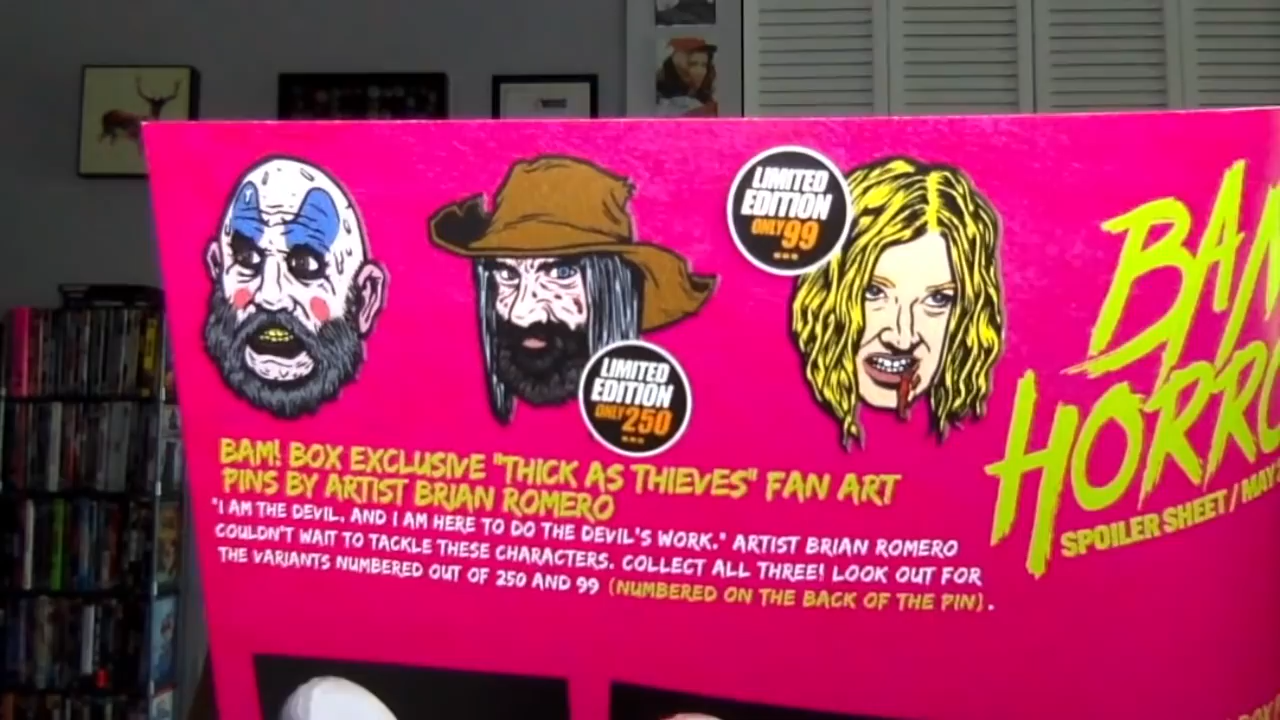 LIMITED
EDITION
ONLY 250
LIMITED
EDITION
ONLY 99
BAM! BOX EXCLUSIVE "THICK AS THIEVES" FAN ART
PINS BY ARTIST BRIAN ROMERO
"I AM THE DEVIL, AND I AM HERE TO DO THE DEVIL'S WORK." ARTIST BRIAN ROMERO
COULDN'T WAIT TO TACKLE THESE CHARACTERS. COLLECT ALL THREE! LOOK OUT FOR
THE VARIANTS NUMBERED OUT OF 250 AND 99 (NUMBERED ON THE BACK OF THE PIN).
BAM
HORRO
SPOILER SHEET / MAY